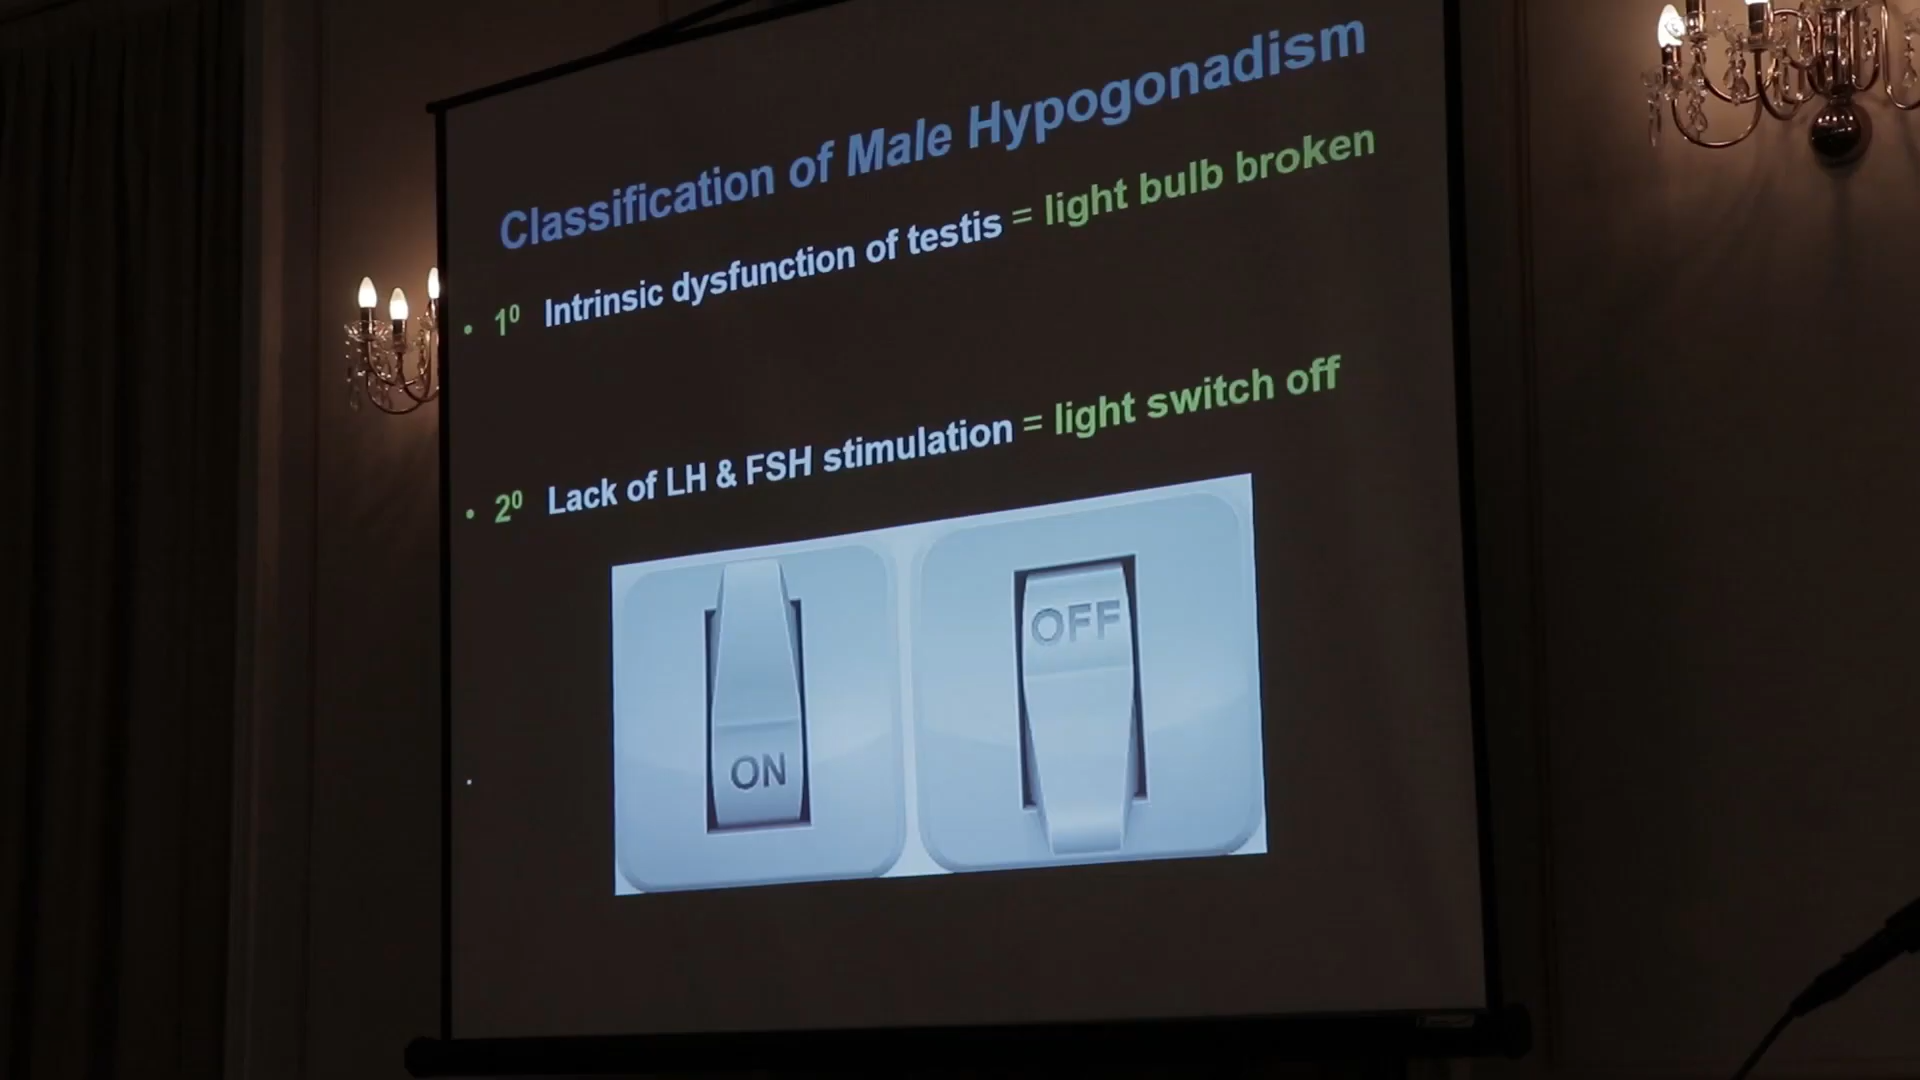 Classification of Male Hypogonadism
• 1⁰ Intrinsic dysfunction of testis = light bulb broken
• 2⁰ Lack of LH & FSH stimulation = light switch off
ON
OFF